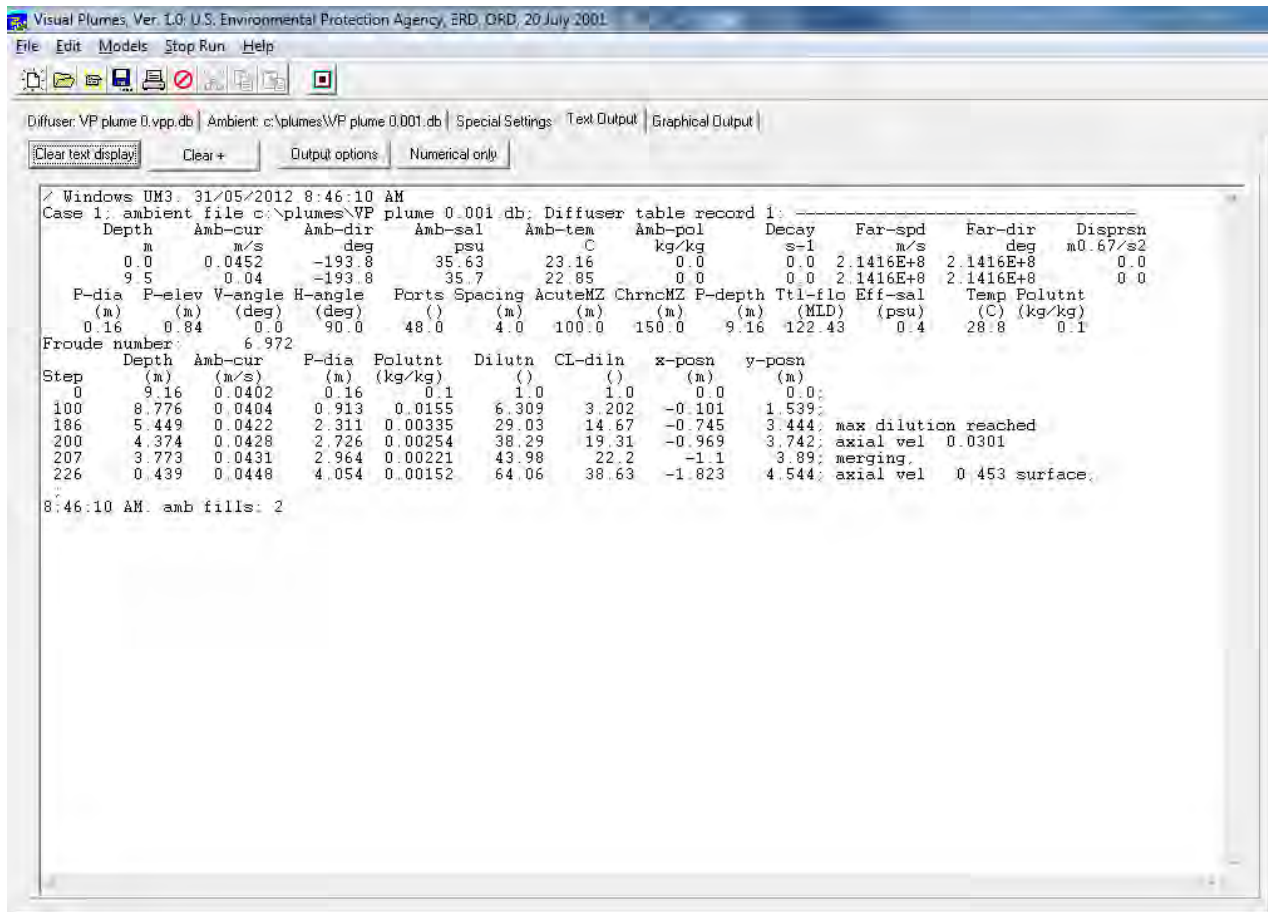 Visual Plumes, Ver. 1.0; U.S. Environmental Protection Agency, ERD, ORD, 20 July 2001
File Edit Models Stop Run Help
Diffuser: VP plume 0.vpp.db Ambient: c:\plumes\VP plume 0.001.db Special Settings Text Output Graphical Output
Clear text display Clear + Output options Numerical only
/ Windows UM3. 31/05/2012 8:46:10 AM
Case 1; ambient file c:\plumes\VP plume 0.001.db; Diffuser table record 1: ----------------------------------
Depth Amb-cur Amb-dir Amb-sal Amb-tem Amb-pol Decay Far-spd Far-dir Disprsn
m m/s deg psu C kg/kg s-1 m/s deg m0.67/s2
0.0 0.0452 -193.8 35.63 23.16 0.0 0.0 2.1416E+8 2.1416E+8 0.0
9.5 0.04 -193.8 35.7 22.85 0.0 0.0 2.1416E+8 2.1416E+8 0.0
P-dia P-elev V-angle H-angle Ports Spacing AcuteMZ ChrncMZ P-depth Ttl-flo Eff-sal Temp Polutnt
(m) (m) (deg) (deg) () (m) (m) (m) (m) (MLD) (psu) (C) (kg/kg)
0.16 0.84 0.0 90.0 48.0 4.0 100.0 150.0 9.16 122.43 0.4 28.8 0.1
Froude number: 6.972
Depth Amb-cur P-dia Polutnt Dilutn CL-diln x-posn y-posn
Step (m) (m/s) (m) (kg/kg) () () (m) (m)
0 9.16 0.0402 0.16 0.1 1.0 1.0 0.0 0.0;
100 8.776 0.0404 0.913 0.0155 6.309 3.202 -0.101 1.539;
186 5.449 0.0422 2.311 0.00335 29.03 14.67 -0.745 3.444; max dilution reached
200 4.374 0.0428 2.726 0.00254 38.29 19.31 -0.969 3.742; axial vel 0.0301
207 3.773 0.0431 2.964 0.00221 43.98 22.2 -1.1 3.89; merging,
226 0.439 0.0448 4.054 0.00152 64.06 38.63 -1.823 4.544; axial vel 0.453 surface,
;
8:46:10 AM. amb fills: 2